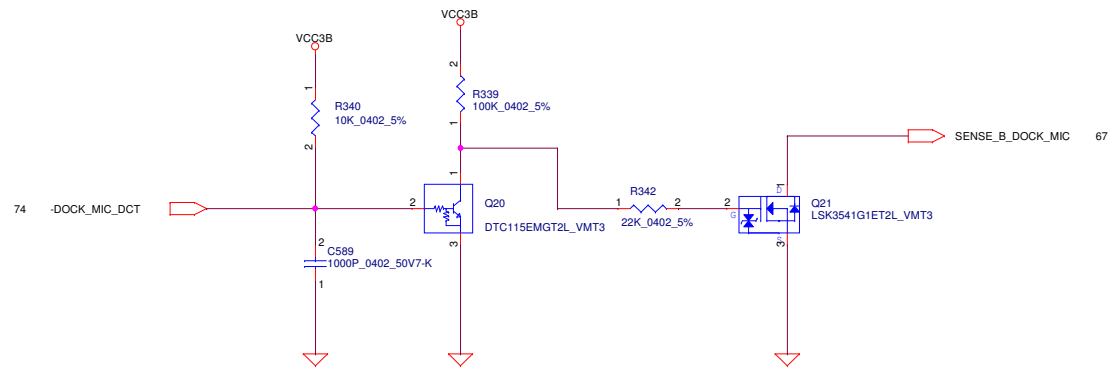 VCC3B
VCC3B
1
R340
10K_0402_5%
2
2
R339
100K_0402_5%
1
74 -DOCK_MIC_DCT
2
1
Q20
DTC115EMGT2L_VMT3
3
2
C589
1000P_0402_50V7-K
1
R342
1 2
22K_0402_5%
2
G
D
1
Q21
LSK3541G1ET2L_VMT3
S
3
SENSE_B_DOCK_MIC 67